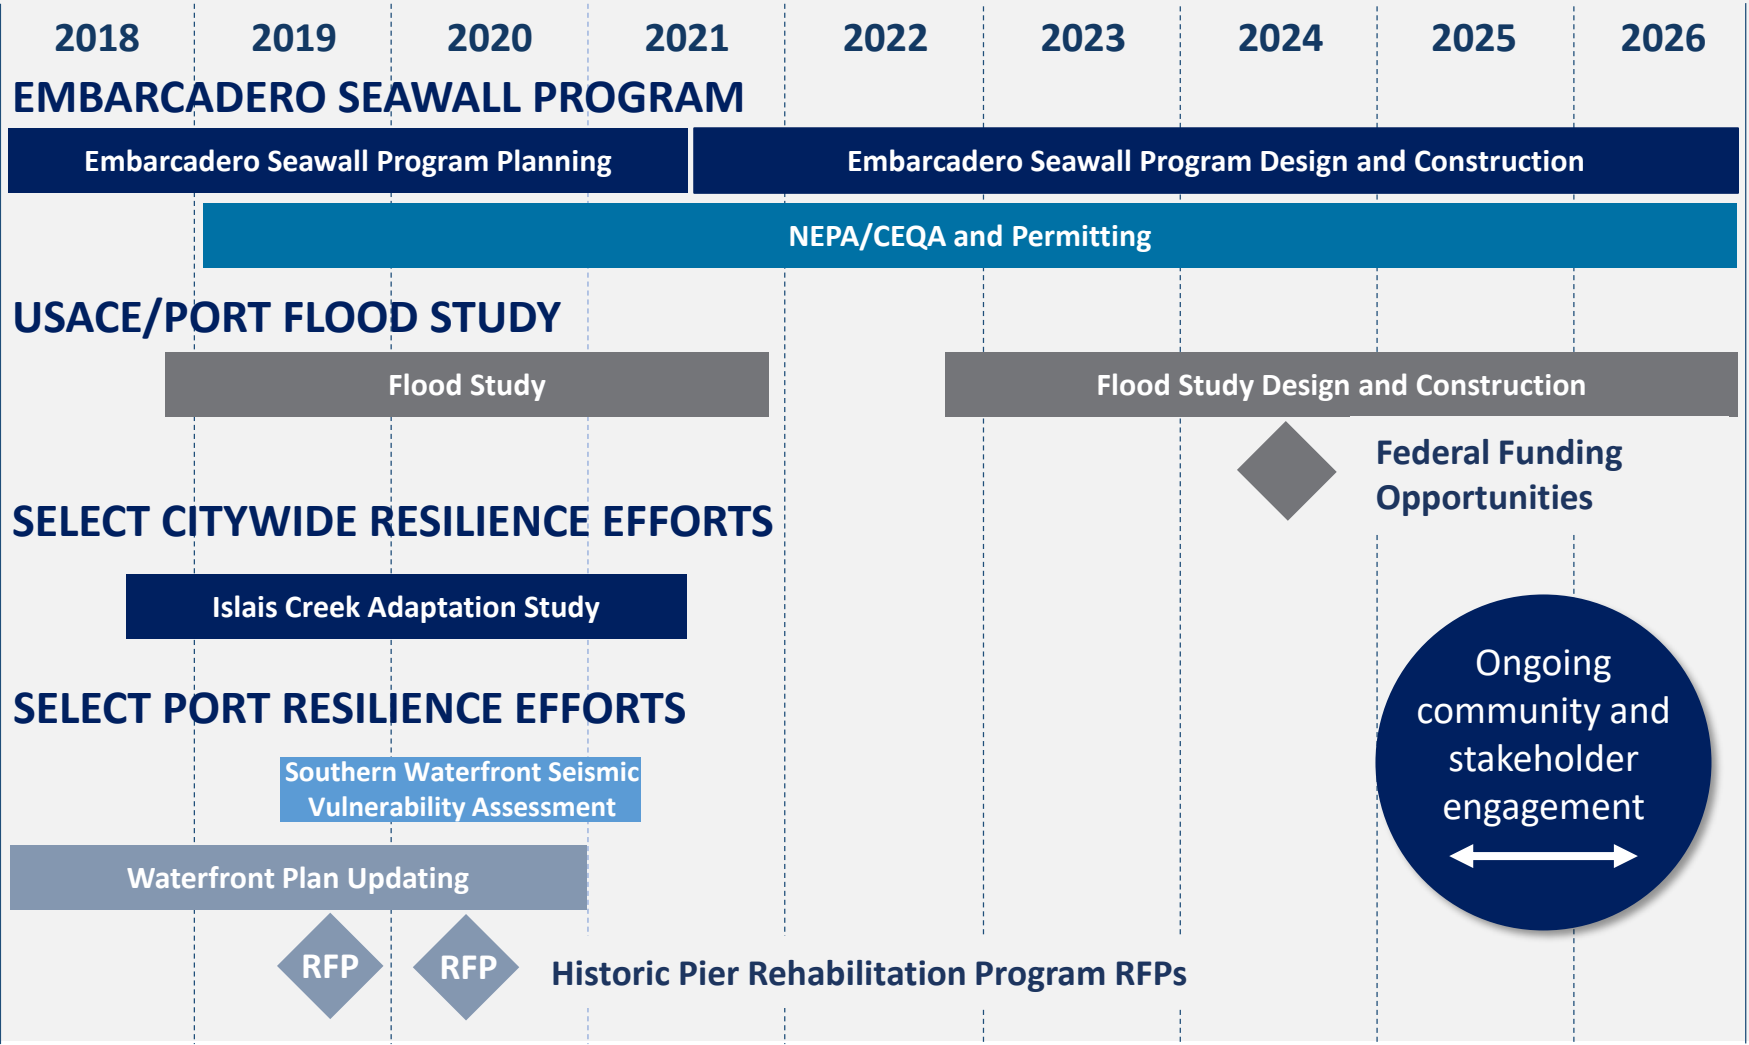 2018 2019 2020 2021 2022 2023 2024 2025 2026
EMBARCADERO SEAWALL PROGRAM
Embarcadero Seawall Program Planning
Embarcadero Seawall Program Design and Construction
NEPA/CEQA and Permitting
USACE/PORT FLOOD STUDY
Flood Study
Flood Study Design and Construction
Federal Funding
Opportunities
SELECT CITYWIDE RESILIENCE EFFORTS
Islais Creek Adaptation Study
Ongoing
community and
stakeholder
engagement
SELECT PORT RESILIENCE EFFORTS
Southern Waterfront Seismic
Vulnerability Assessment
Waterfront Plan Updating
RFP
RFP
Historic Pier Rehabilitation Program RFPs